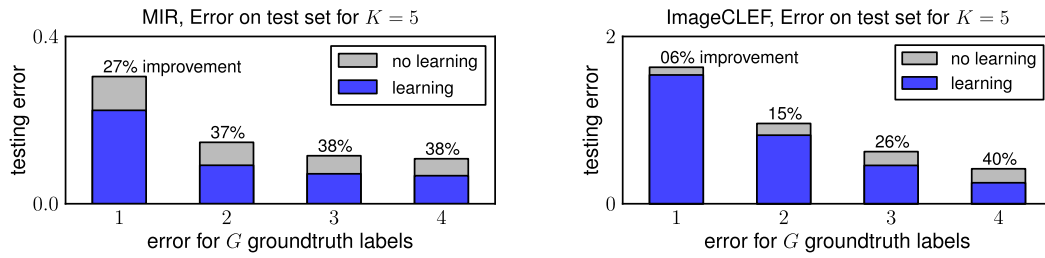 MIR, Error on test set for K = 5
0.4
27% improvement
no learning
learning
37%
38%
38%
testing error
0.0
1 2 3 4
error for G groundtruth labels
ImageCLEF, Error on test set for K = 5
2
06% improvement
no learning
learning
15%
26%
40%
testing error
0
1 2 3 4
error for G groundtruth labels